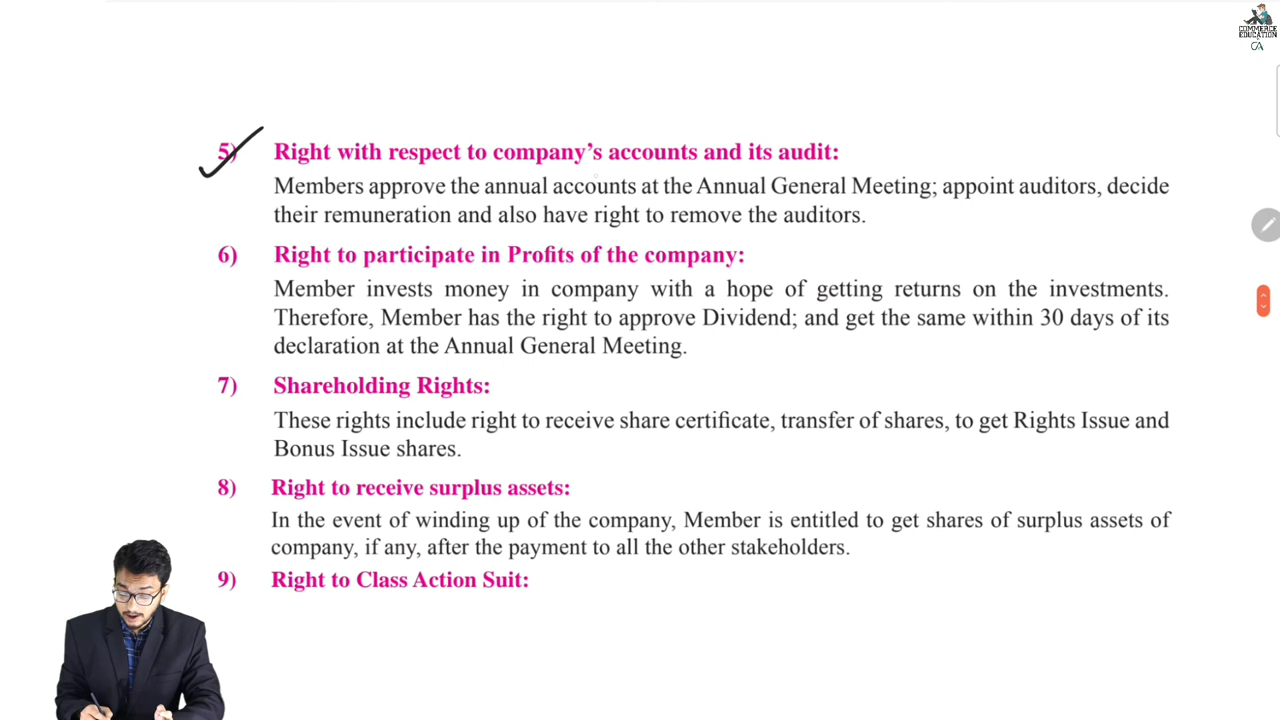 COMMERCE
EDUCATION
CA
5) Right with respect to company's accounts and its audit:
Members approve the annual accounts at the Annual General Meeting; appoint auditors, decide
their remuneration and also have right to remove the auditors.
6) Right to participate in Profits of the company:
Member invests money in company with a hope of getting returns on the investments.
Therefore, Member has the right to approve Dividend; and get the same within 30 days of its
declaration at the Annual General Meeting.
7) Shareholding Rights:
These rights include right to receive share certificate, transfer of shares, to get Rights Issue and
Bonus Issue shares.
8) Right to receive surplus assets:
In the event of winding up of the company, Member is entitled to get shares of surplus assets of
company, if any, after the payment to all the other stakeholders.
9) Right to Class Action Suit: